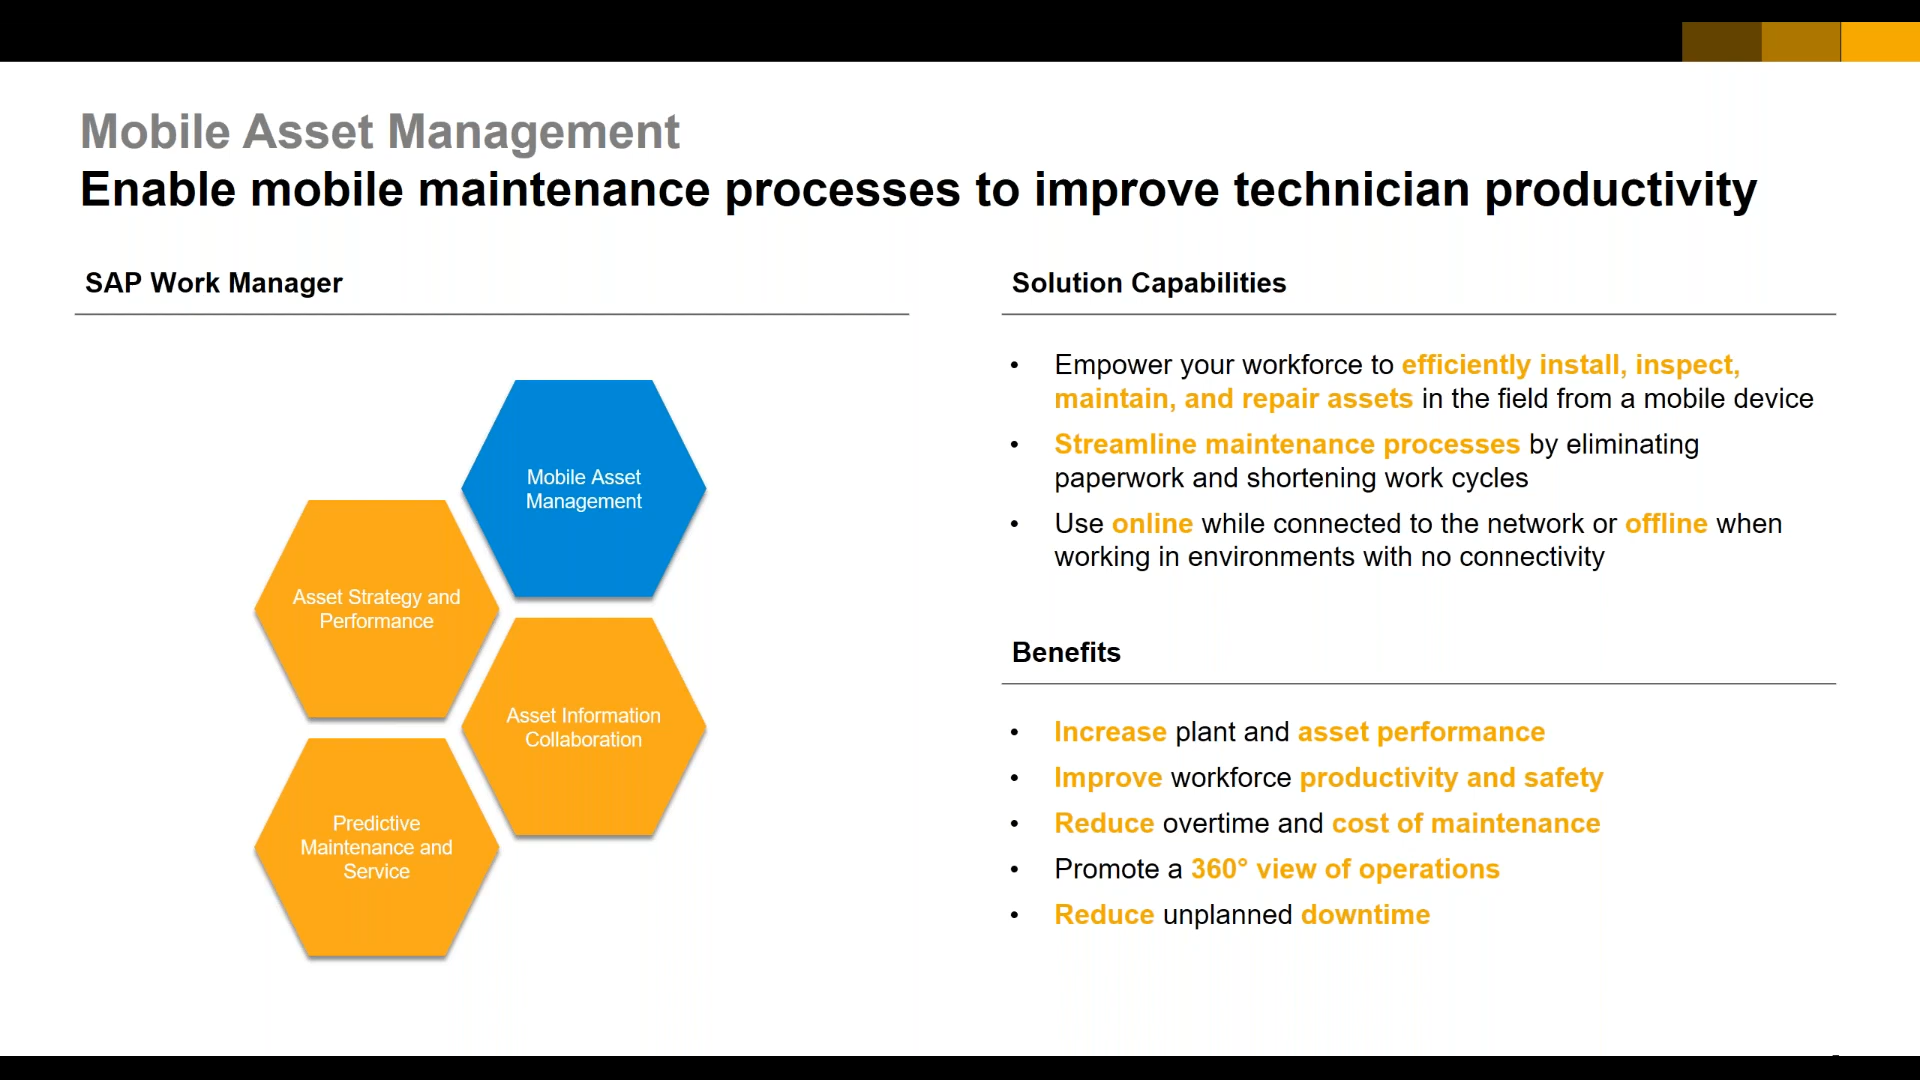 Mobile Asset Management
Enable mobile maintenance processes to improve technician productivity
SAP Work Manager
Mobile Asset
Management
Asset Strategy and
Performance
Asset Information
Collaboration
Predictive
Maintenance and
Service
Solution Capabilities
• Empower your workforce to efficiently install, inspect,
maintain, and repair assets in the field from a mobile device
• Streamline maintenance processes by eliminating
paperwork and shortening work cycles
• Use online while connected to the network or offline when
working in environments with no connectivity
Benefits
• Increase plant and asset performance
• Improve workforce productivity and safety
• Reduce overtime and cost of maintenance
• Promote a 360° view of operations
• Reduce unplanned downtime